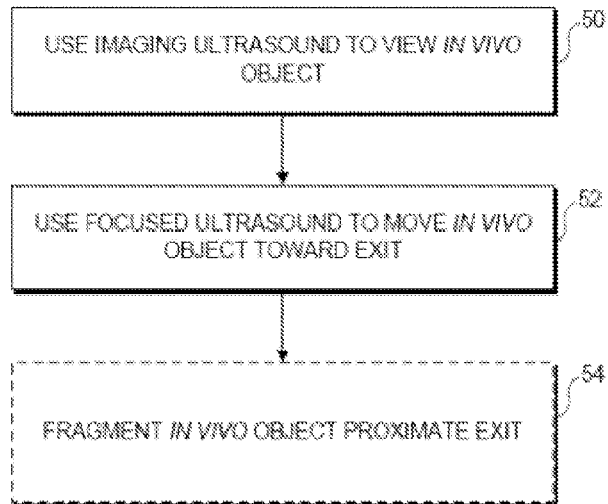 USE IMAGING ULTRASOUND TO VIEW IN VIVO
OBJECT
50
USE FOCUSED ULTRASOUND TO MOVE IN VIVO
OBJECT TOWARD EXIT
52
FRAGMENT IN VIVO OBJECT PROXIMATE EXIT
54